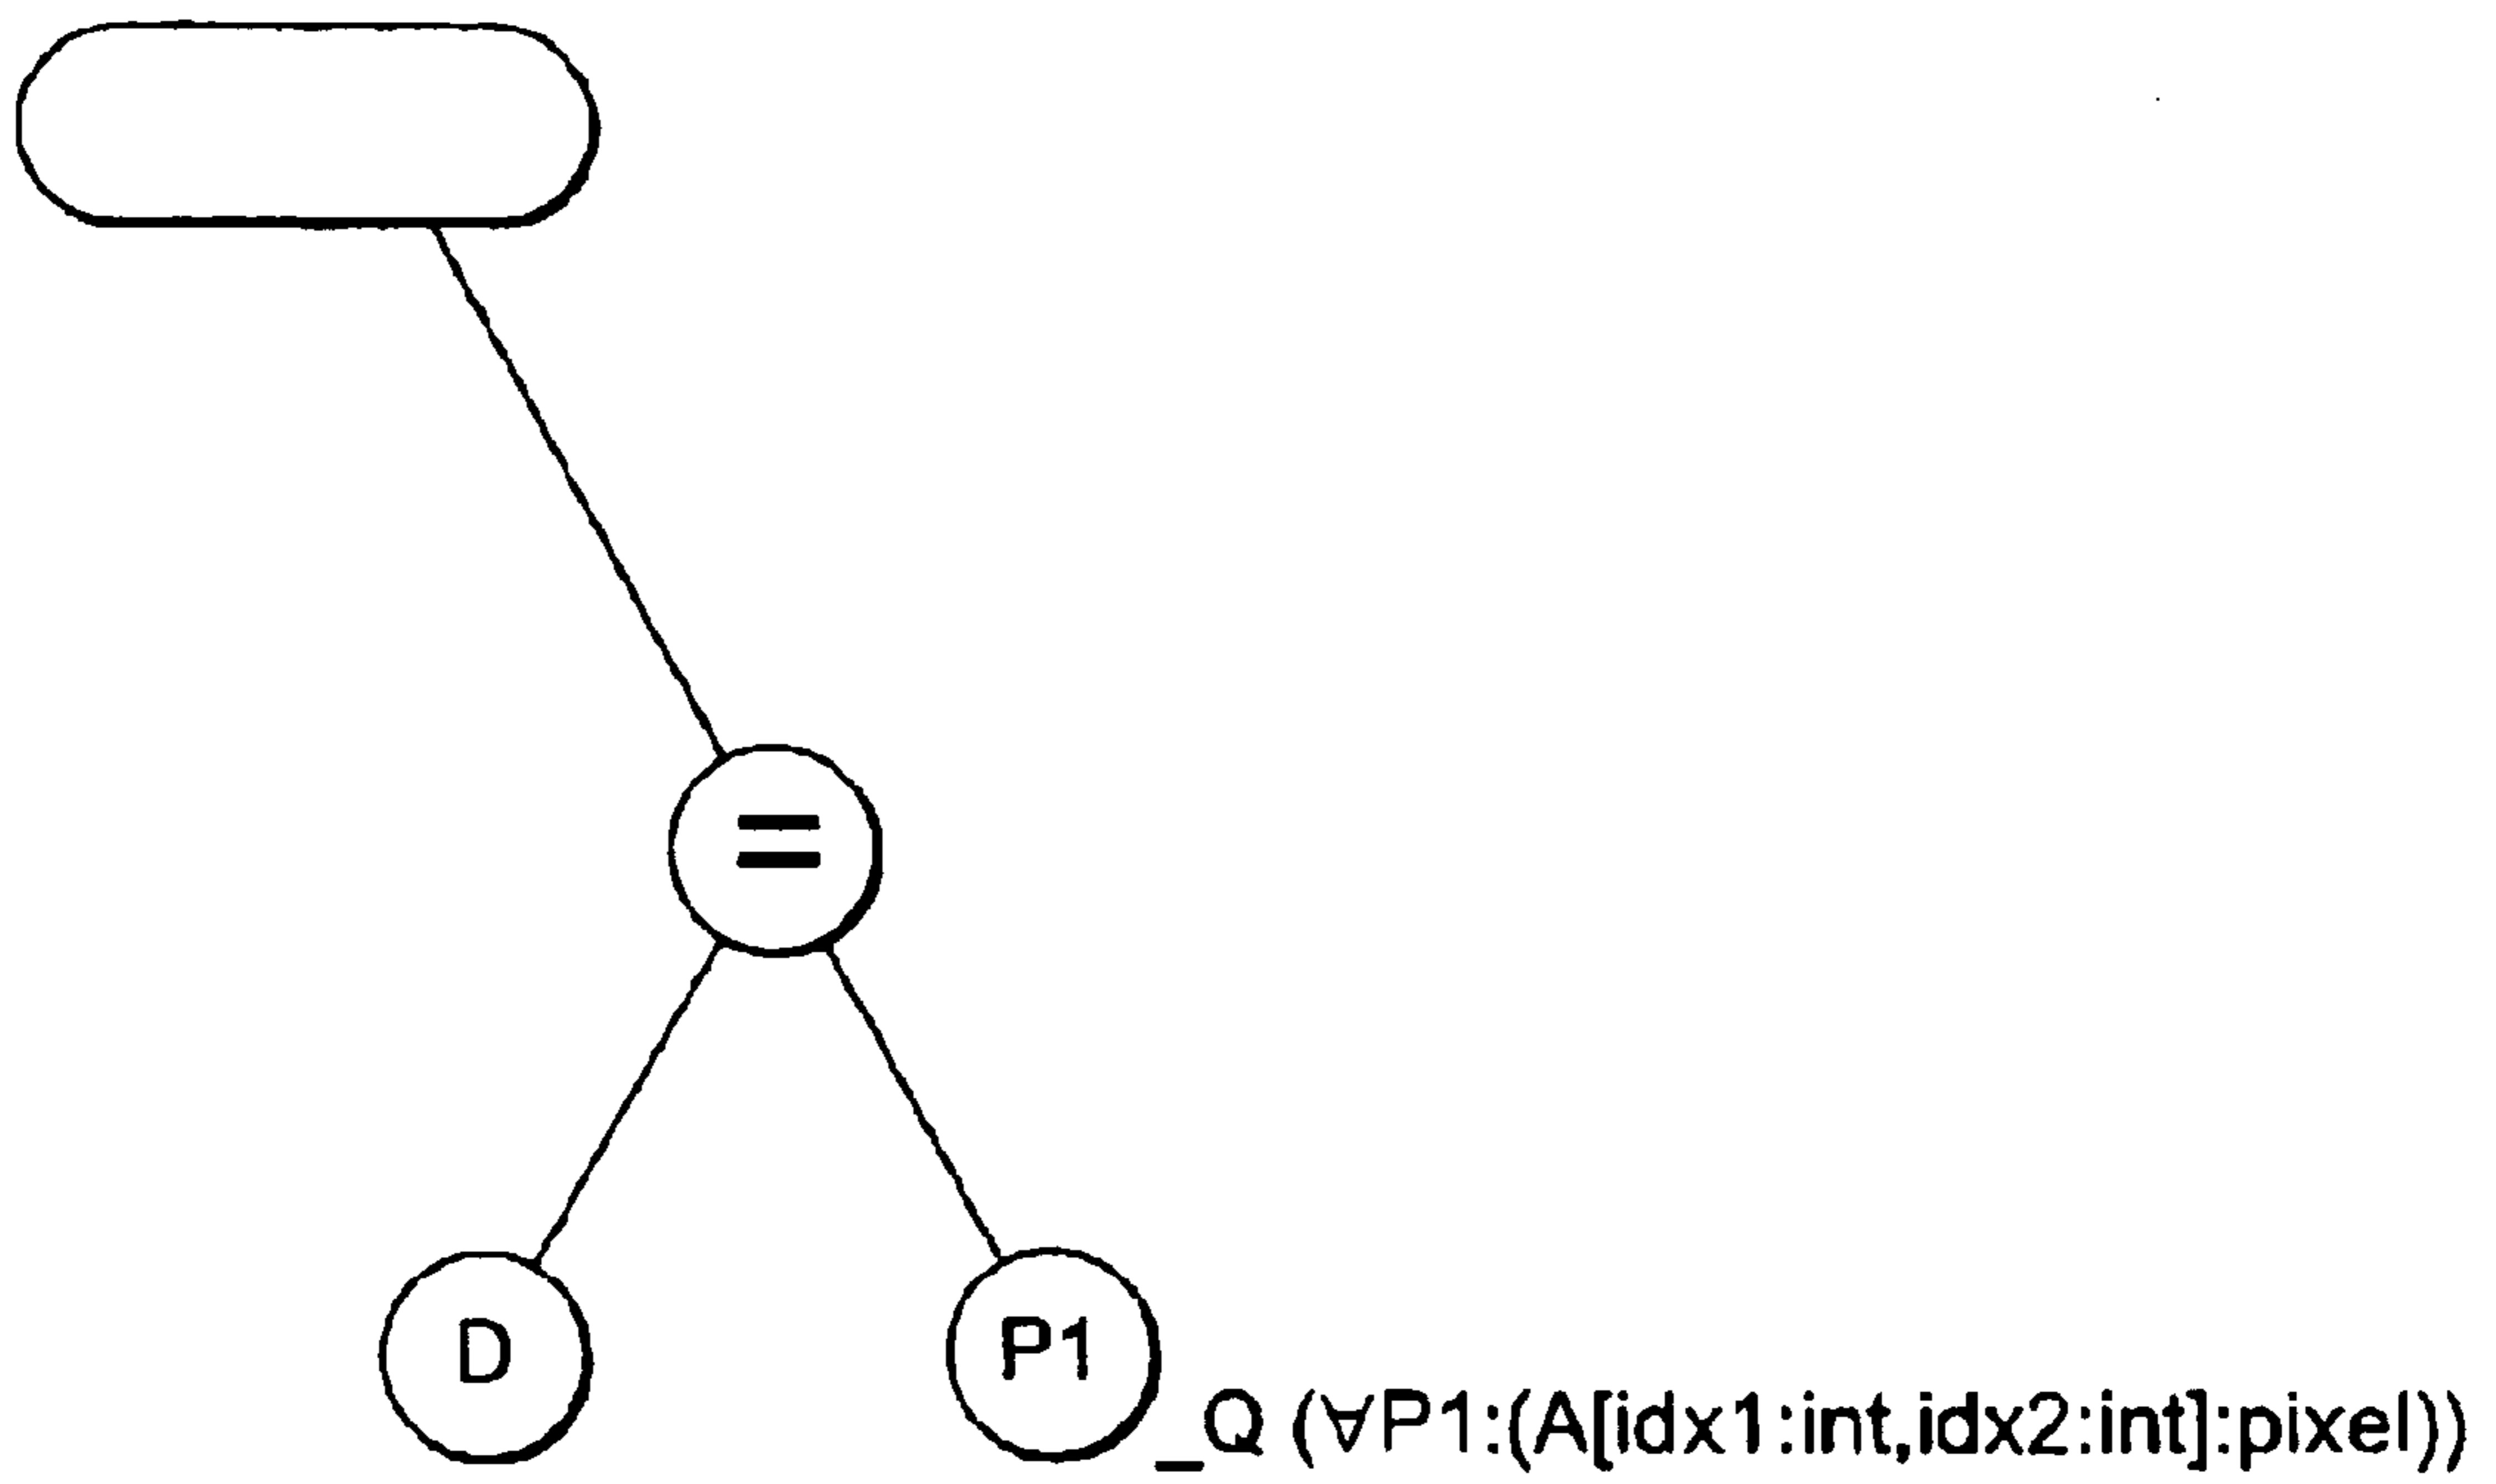 =
D
P1
_Q (∀P1:(A[idx1:int,idx2:int]:pixel))